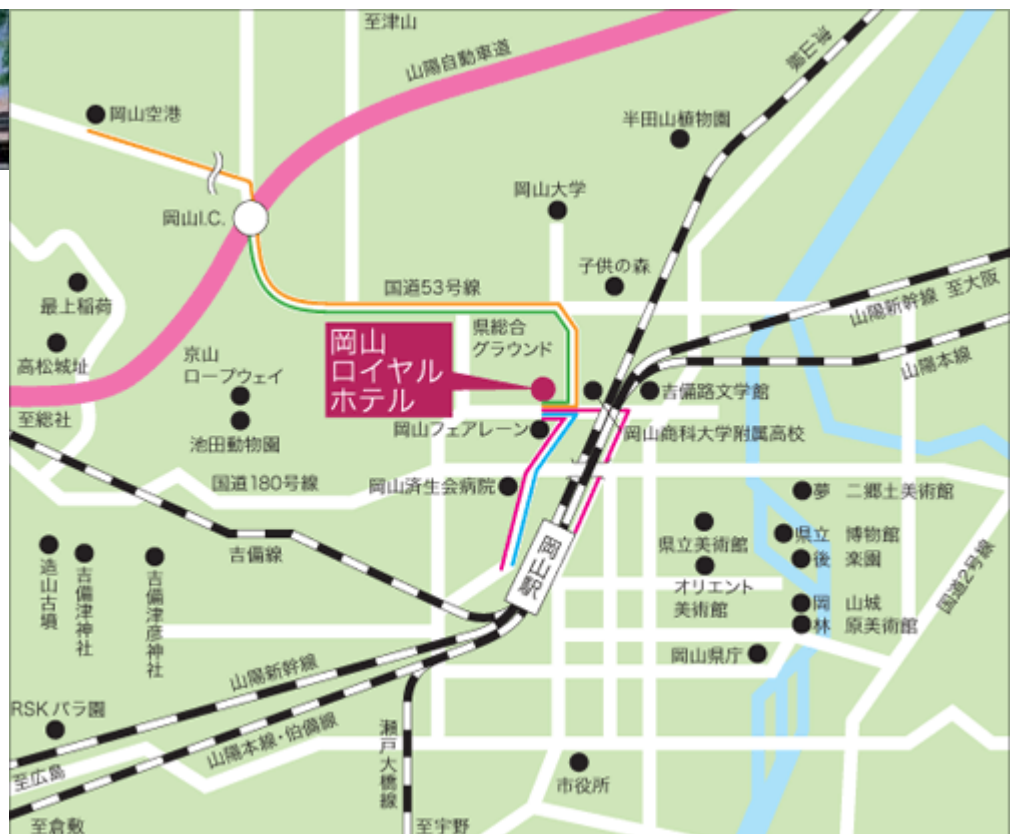 至津山
山陽自動車道
津山線
岡山空港
半田山植物園
岡山大学
岡山I.C.
子供の森
最上稲荷
国道53号線
山陽新幹線 至大阪
高松城址
京山
ロープウェイ
岡山
ロイヤル
ホテル
県総合
グラウンド
山陽本線
至総社
池田動物園
吉備路文学館
岡山フェアレーン
岡山商科大学附属高校
国道180号線
岡山済生会病院
夢 二郷土美術館
吉備線
岡山駅
県立美術館
県立 博物館
後 楽園
オリエント
美術館
国道2号線
造山古墳
吉備津神社
吉備津彦神社
岡 山城
林 原美術館
岡山県庁
山陽新幹線
RSK バラ園
山陽本線・伯備線
瀬戸大橋線
至広島
市役所
至倉敷
至宇野